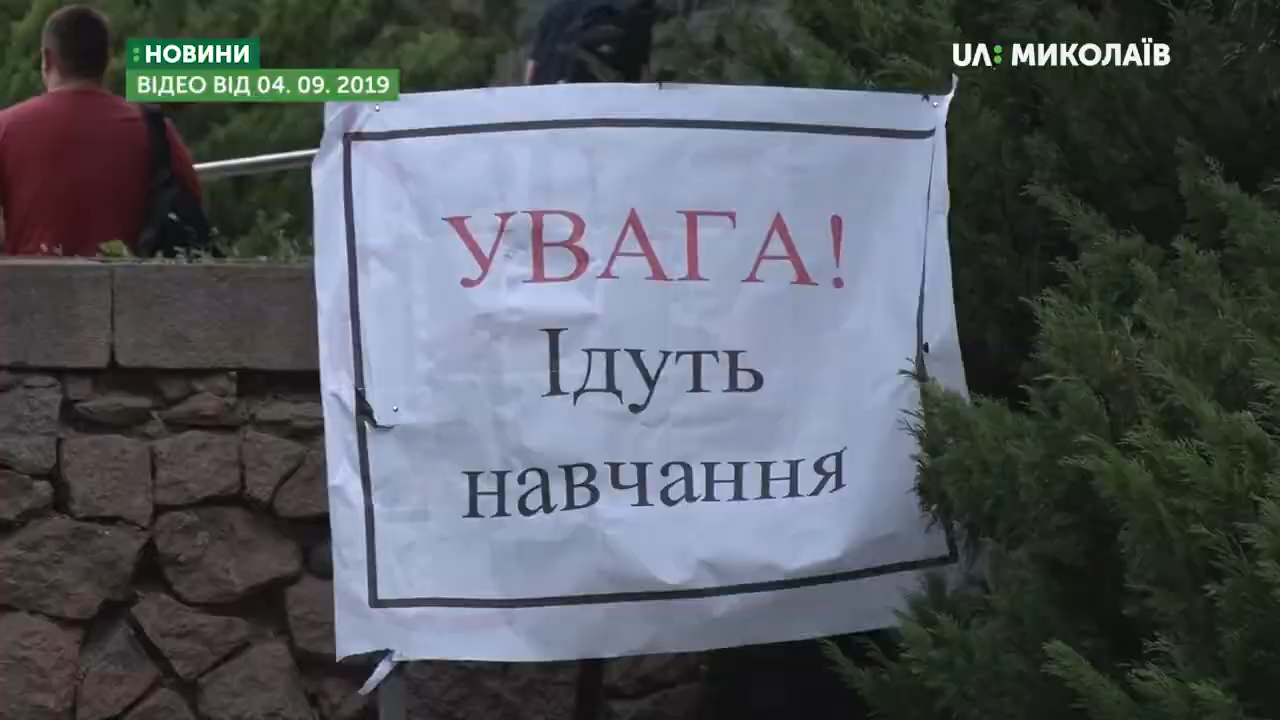 :НОВИНИ
ВІДЕО ВІД 04. 09. 2019
UA: МИКОЛАЇВ
УВАГА!
Ідуть
навчання